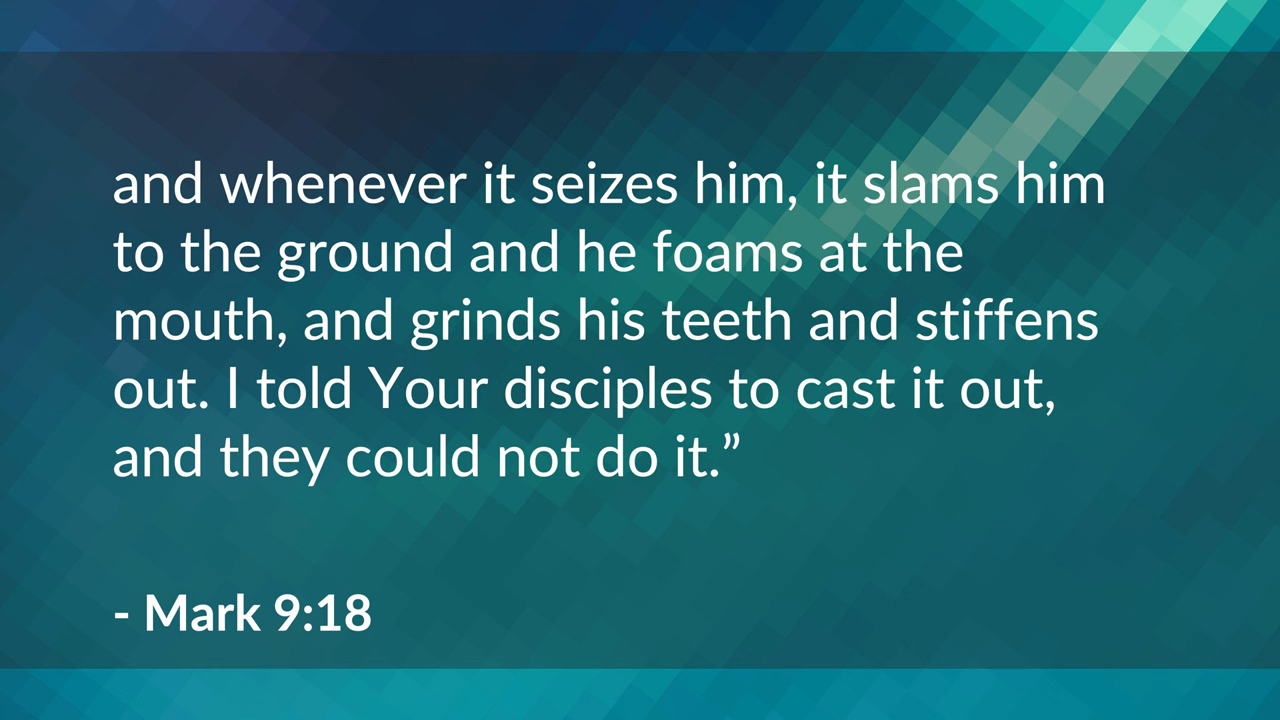 and whenever it seizes him, it slams him
to the ground and he foams at the
mouth, and grinds his teeth and stiffens
out. I told Your disciples to cast it out,
and they could not do it.”
- Mark 9:18